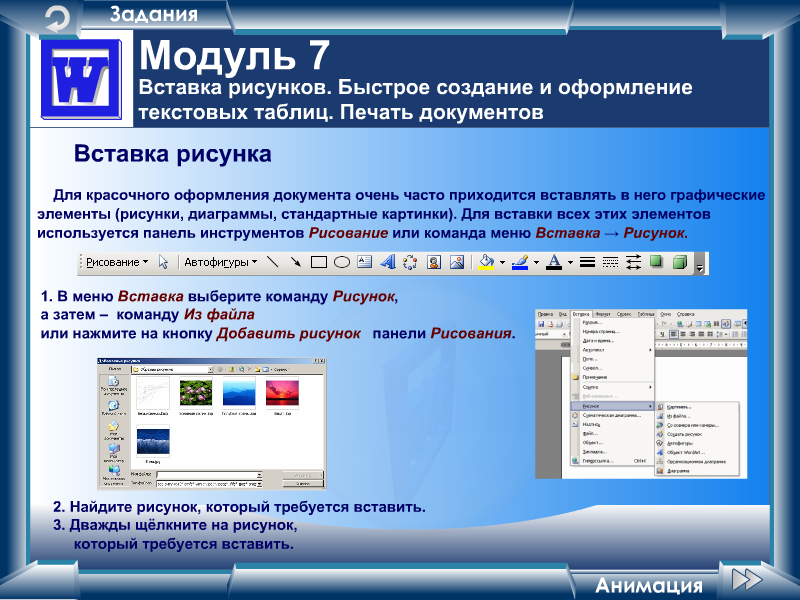 Задания
W
Модуль 7
Вставка рисунков. Быстрое создание и оформление
текстовых таблиц. Печать документов
Вставка рисунка
Для красочного оформления документа очень часто приходится вставлять в него графические
элементы (рисунки, диаграммы, стандартные картинки). Для вставки всех этих элементов
используется панель инструментов Рисование или команда меню Вставка → Рисунок.
Рисование Автофигуры
1. В меню Вставка выберите команду Рисунок,
а затем – команду Из файла
или нажмите на кнопку Добавить рисунок панели Рисования.
Правка Вид Вставка Формат Сервис Таблица Окно Справка
Разрыв...
Номера страниц...
Дата и время...
Автотекст
Поле...
Символ...
Примечание
Ссылка
Рисунок
Картинки...
Схематическая диаграмма...
Из файла...
Надпись
Со сканера или камеры...
Файл...
Создать рисунок
Объект...
Автофигуры
Закладка...
Объект WordArt...
Гиперссылка... Ctrl+
Организационная диаграмма
Диаграмма
Добавление рисунка
2. Найдите рисунок, который требуется вставить.
3. Дважды щёлкните на рисунок,
который требуется вставить.
Анимация